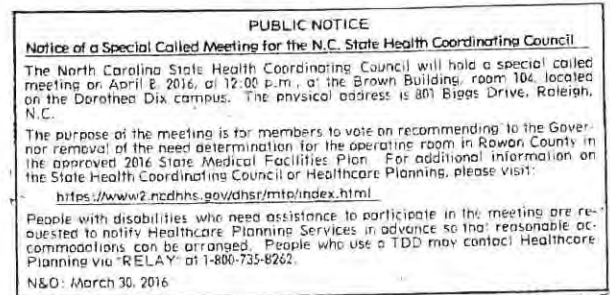 PUBLIC NOTICE
Notice of a Special Called Meeting for the N.C. State Health Coordinating Council
The North Carolina State Health Coordinating Council will hold a special called
meeting on April 8, 2016, at 12:00 p.m., at the Brown Building, room 104, located
on the Dorothea Dix campus. The physical address is 801 Biggs Drive, Raleigh,
N.C.
The purpose of the meeting is for members to vote on recommending to the Gover-
nor removal of the need determination for the operating room in Rowan County in
the approved 2016 State Medical Facilities Plan. For additional information on
the State Health Coordinating Council or Healthcare Planning, please visit:
https://www2.ncdhhs.gov/dhsr/mfp/index.html
People with disabilities who need assistance to participate in the meeting are re-
quested to notify Healthcare Planning Services in advance so that reasonable ac-
commodations can be arranged. People who use a TDD may contact Healthcare
Planning via "RELAY" at 1-800-735-8262.
N&O: March 30, 2016